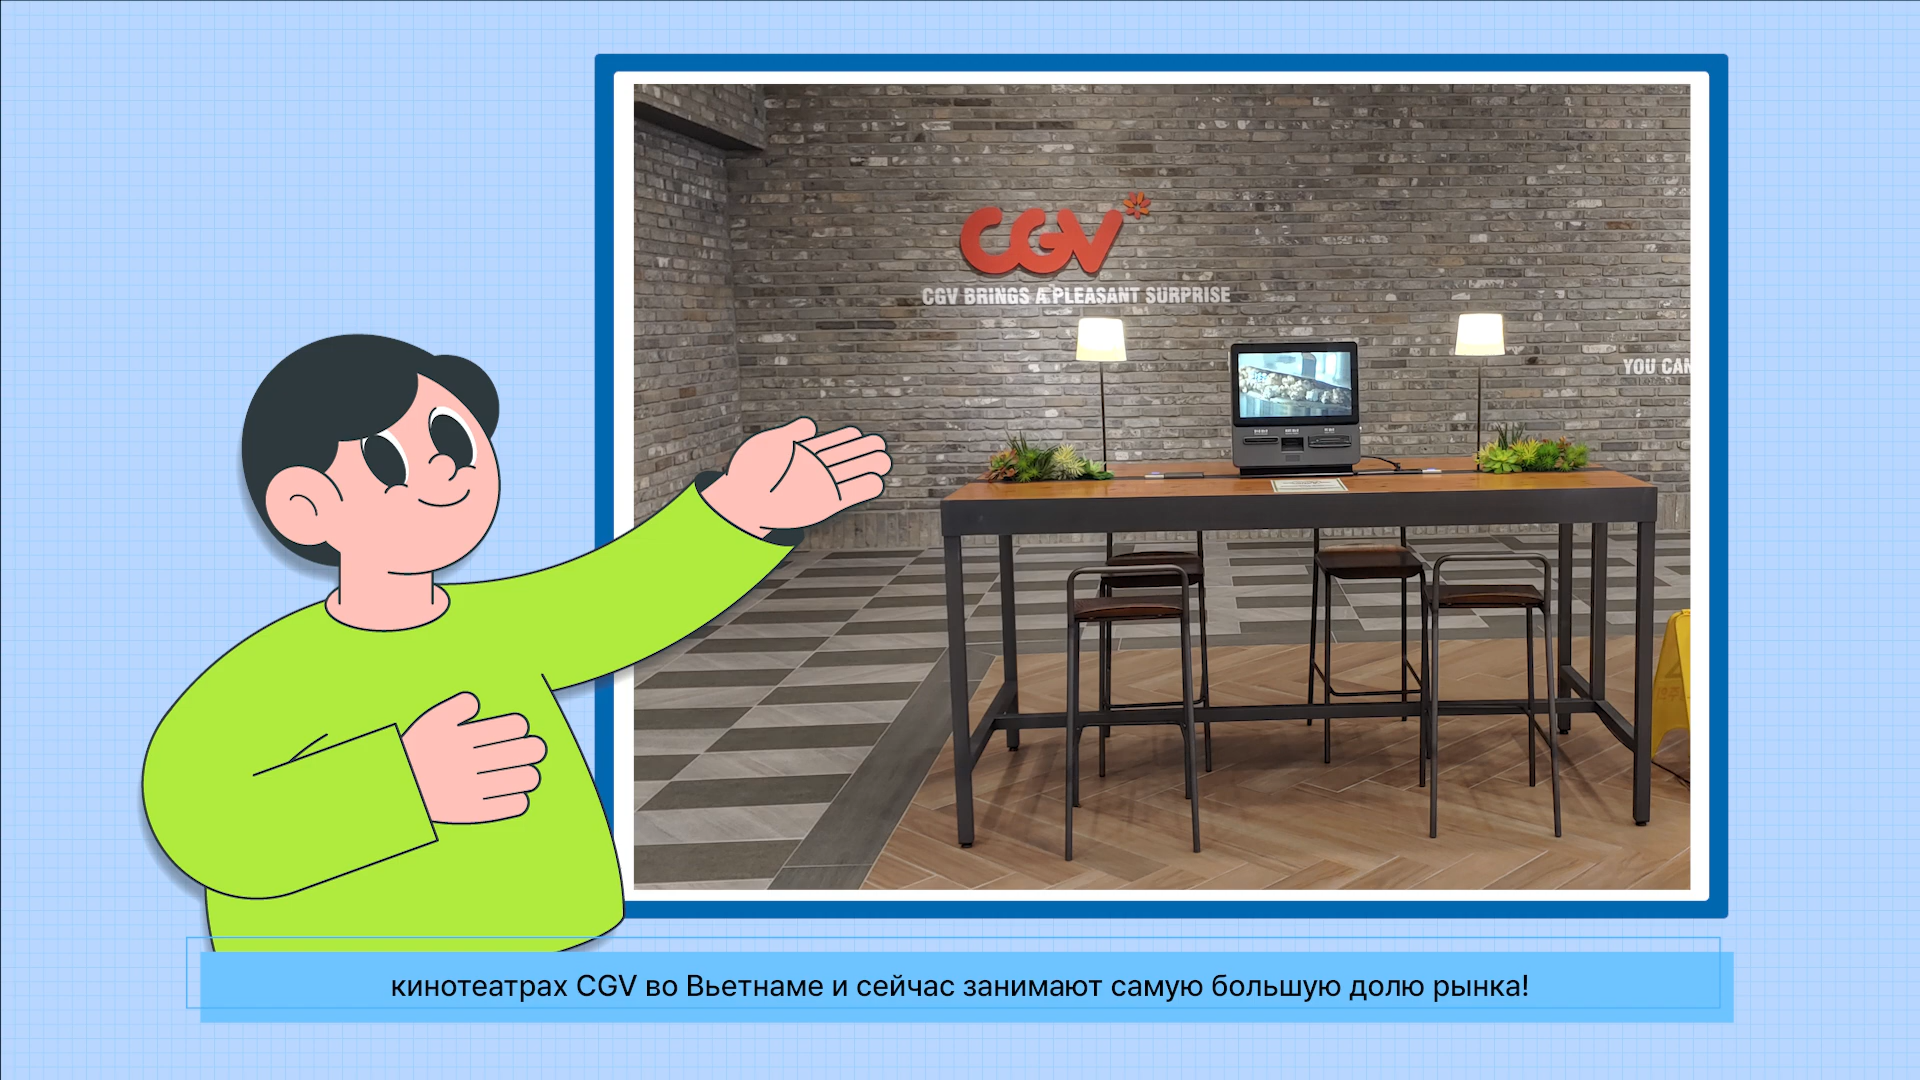 CGV
CGV BRINGS A PLEASANT SURPRISE
YOU CAN
кинотеатрах CGV во Вьетнаме и сейчас занимают самую большую долю рынка!